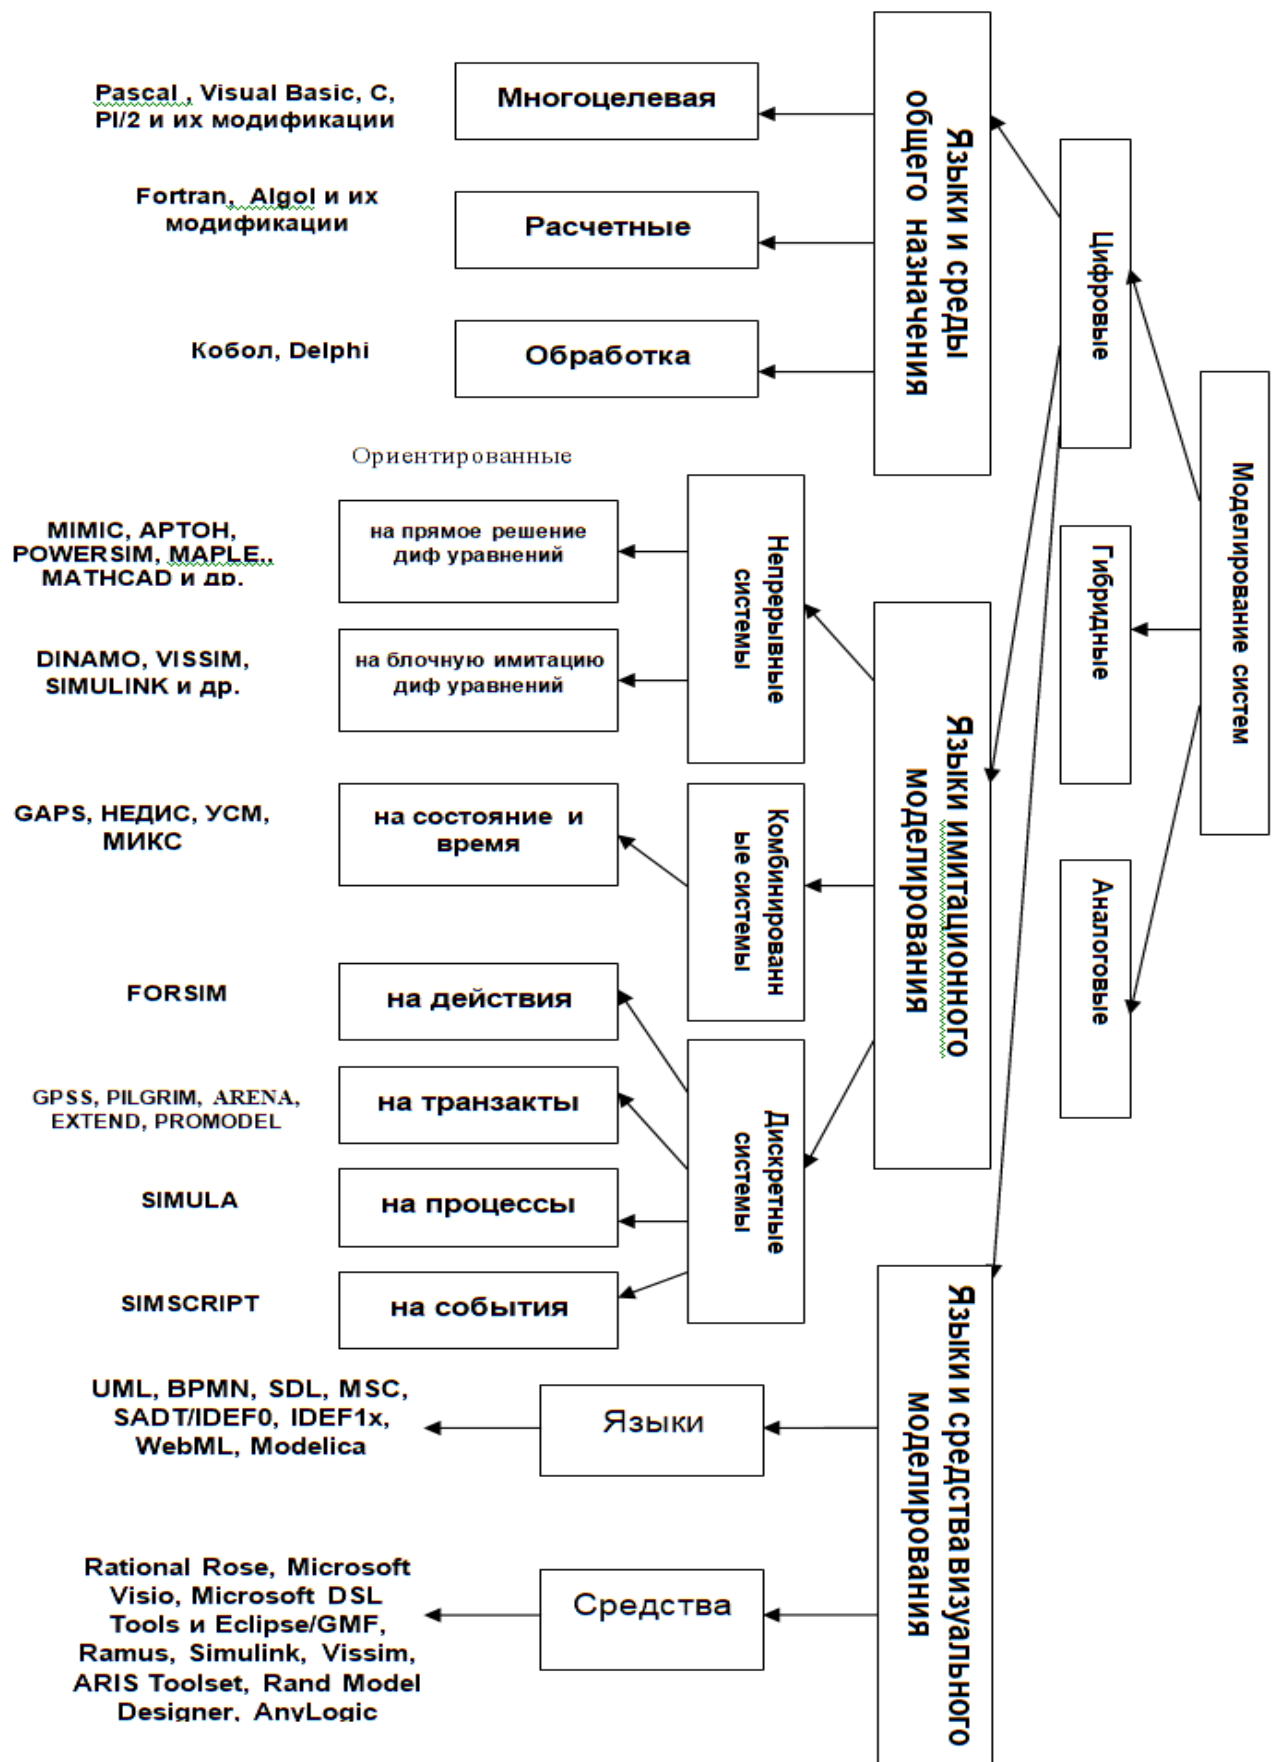 Pascal , Visual Basic, C,
Pl/2 и их модификации
Многоцелевая
Fortran, Algol и их
модификации
Расчетные
Кобол, Delphi
Обработка
Языки и среды
общего назначения
Цифровые
Гибридные
Аналоговые
Моделирование систем
Ориентированные
MIMIC, АРТОН,
POWERSIM, MAPLE,,
MATHCAD и др.
на прямое решение
диф уравнений
DINAMO, VISSIM,
SIMULINK и др.
на блочную имитацию
диф уравнений
Непрерывные
системы
GAPS, НЕДИС, УСМ,
МИКС
на состояние и
время
Комбинированн
ые системы
Языки имитационного
моделирования
FORSIM
на действия
GPSS, PILGRIM, ARENA,
EXTEND, PROMODEL
на транзакты
SIMULA
на процессы
SIMSCRIPT
на события
Дискретные
системы
UML, BPMN, SDL, MSC,
SADT/IDEF0, IDEF1x,
WebML, Modelica
Языки
Rational Rose, Microsoft
Visio, Microsoft DSL
Tools и Eclipse/GMF,
Ramus, Simulink, Vissim,
ARIS Toolset, Rand Model
Designer, AnyLogic
Средства
Языки и средства визуального
моделирования